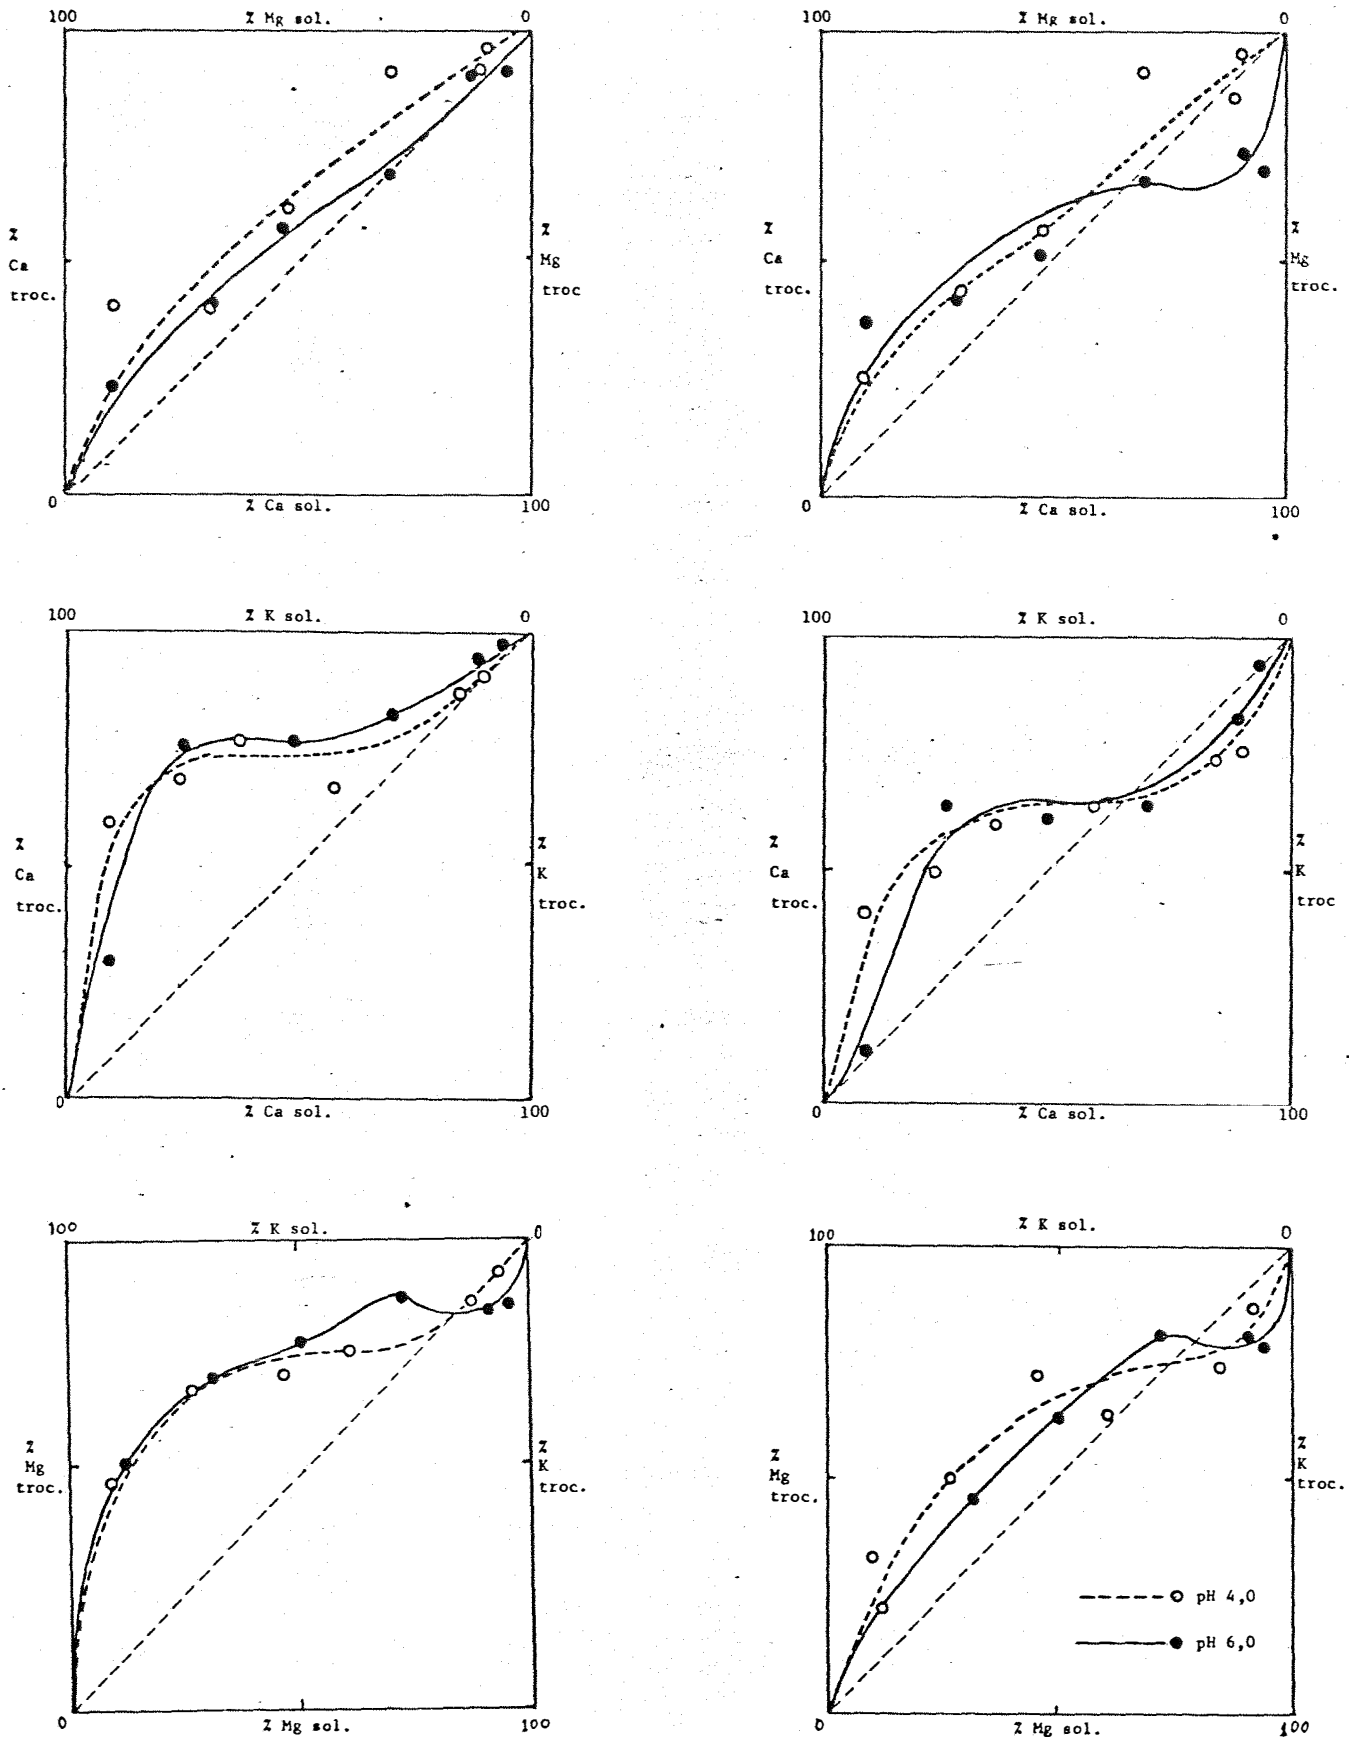 100 % Mg sol. 0
% Ca troc.
% Mg troc
0 % Ca sol. 100
100 % Mg sol. 0
% Ca troc.
% Mg troc.
0 % Ca sol. 100
100 % K sol. 0
% Ca troc.
% K troc.
0 % Ca sol. 100
100 % K sol. 0
% Ca troc.
% K troc
0 % Ca sol. 100
100 % K sol. 0
% Mg troc.
% K troc.
0 % Mg sol. 100
100 % K sol. 0
% Mg troc.
% K troc.
pH 4,0
pH 6,0
0 % Mg sol. 100